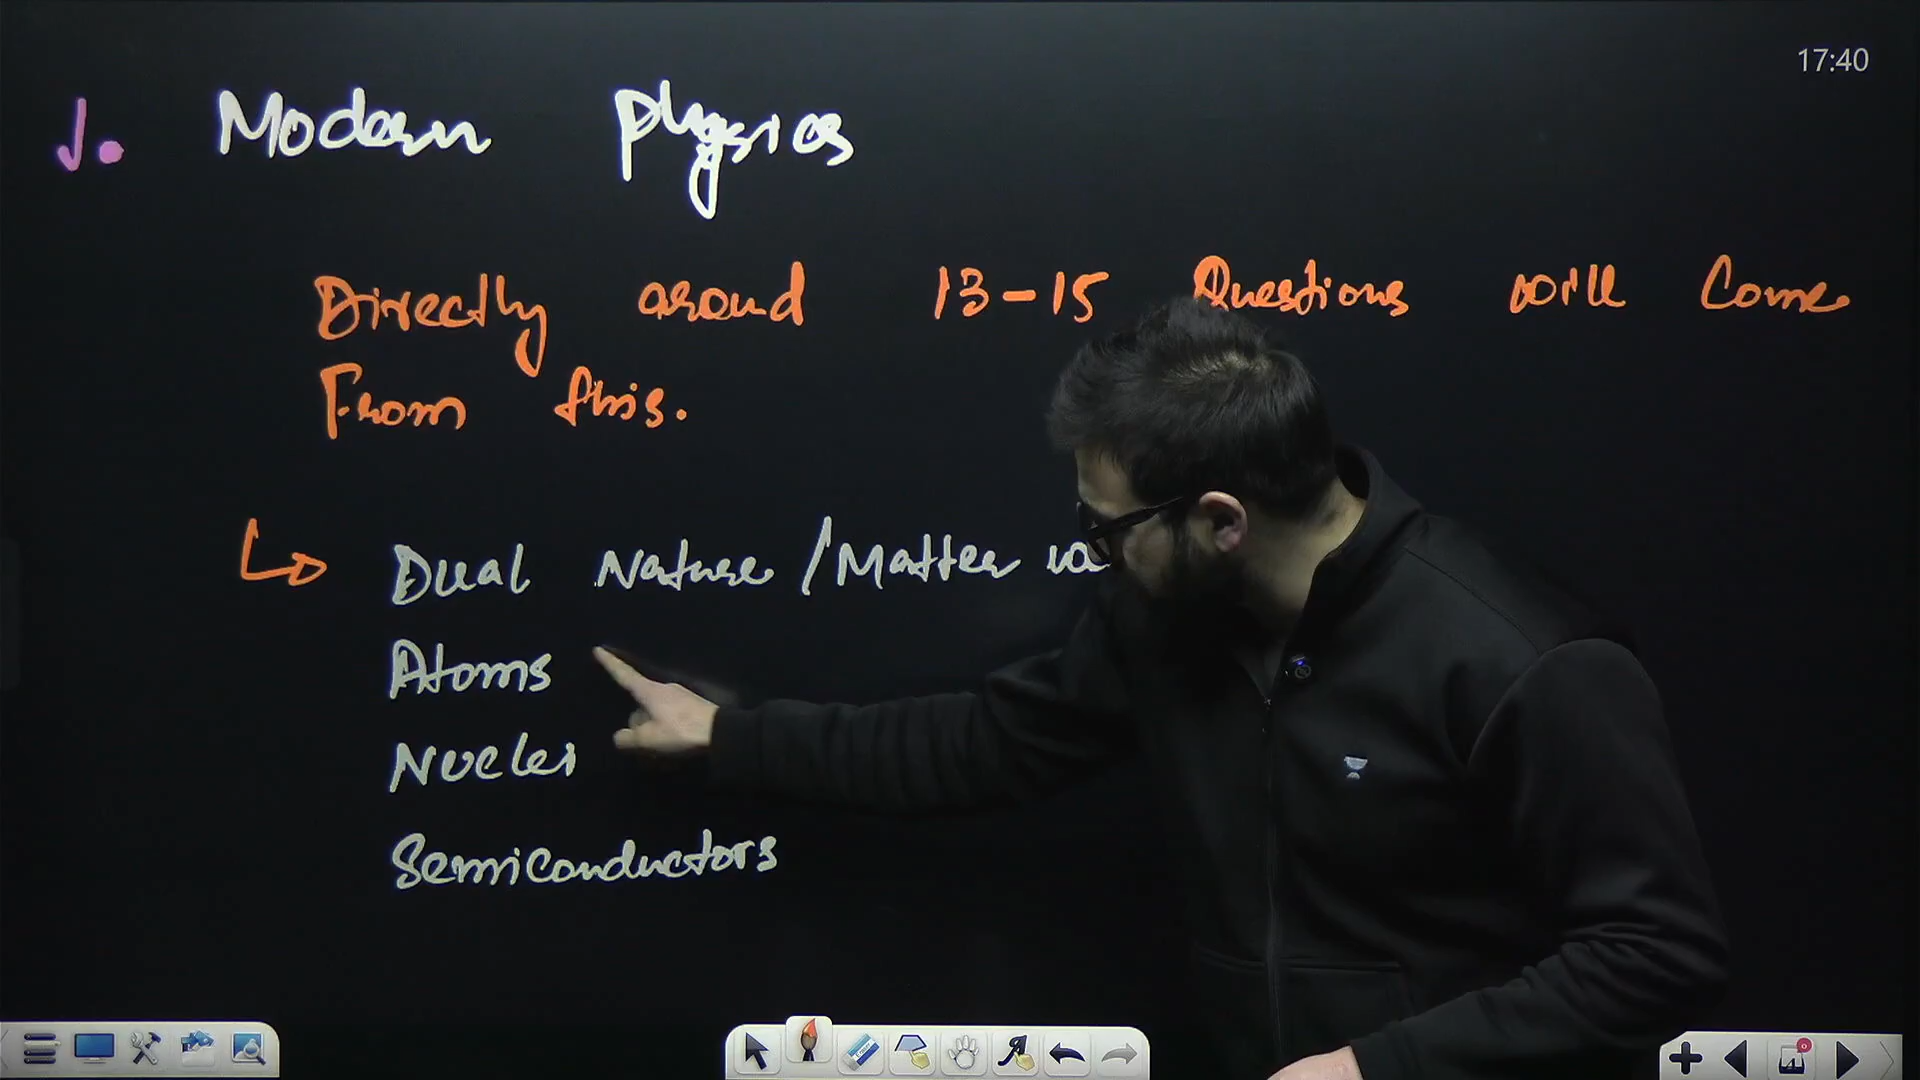 17:40
1. Modern Physics
Directly around 13-15 Questions will Come
From this.
Dual Nature / Matter
Atoms
Nuclei
Semiconductors